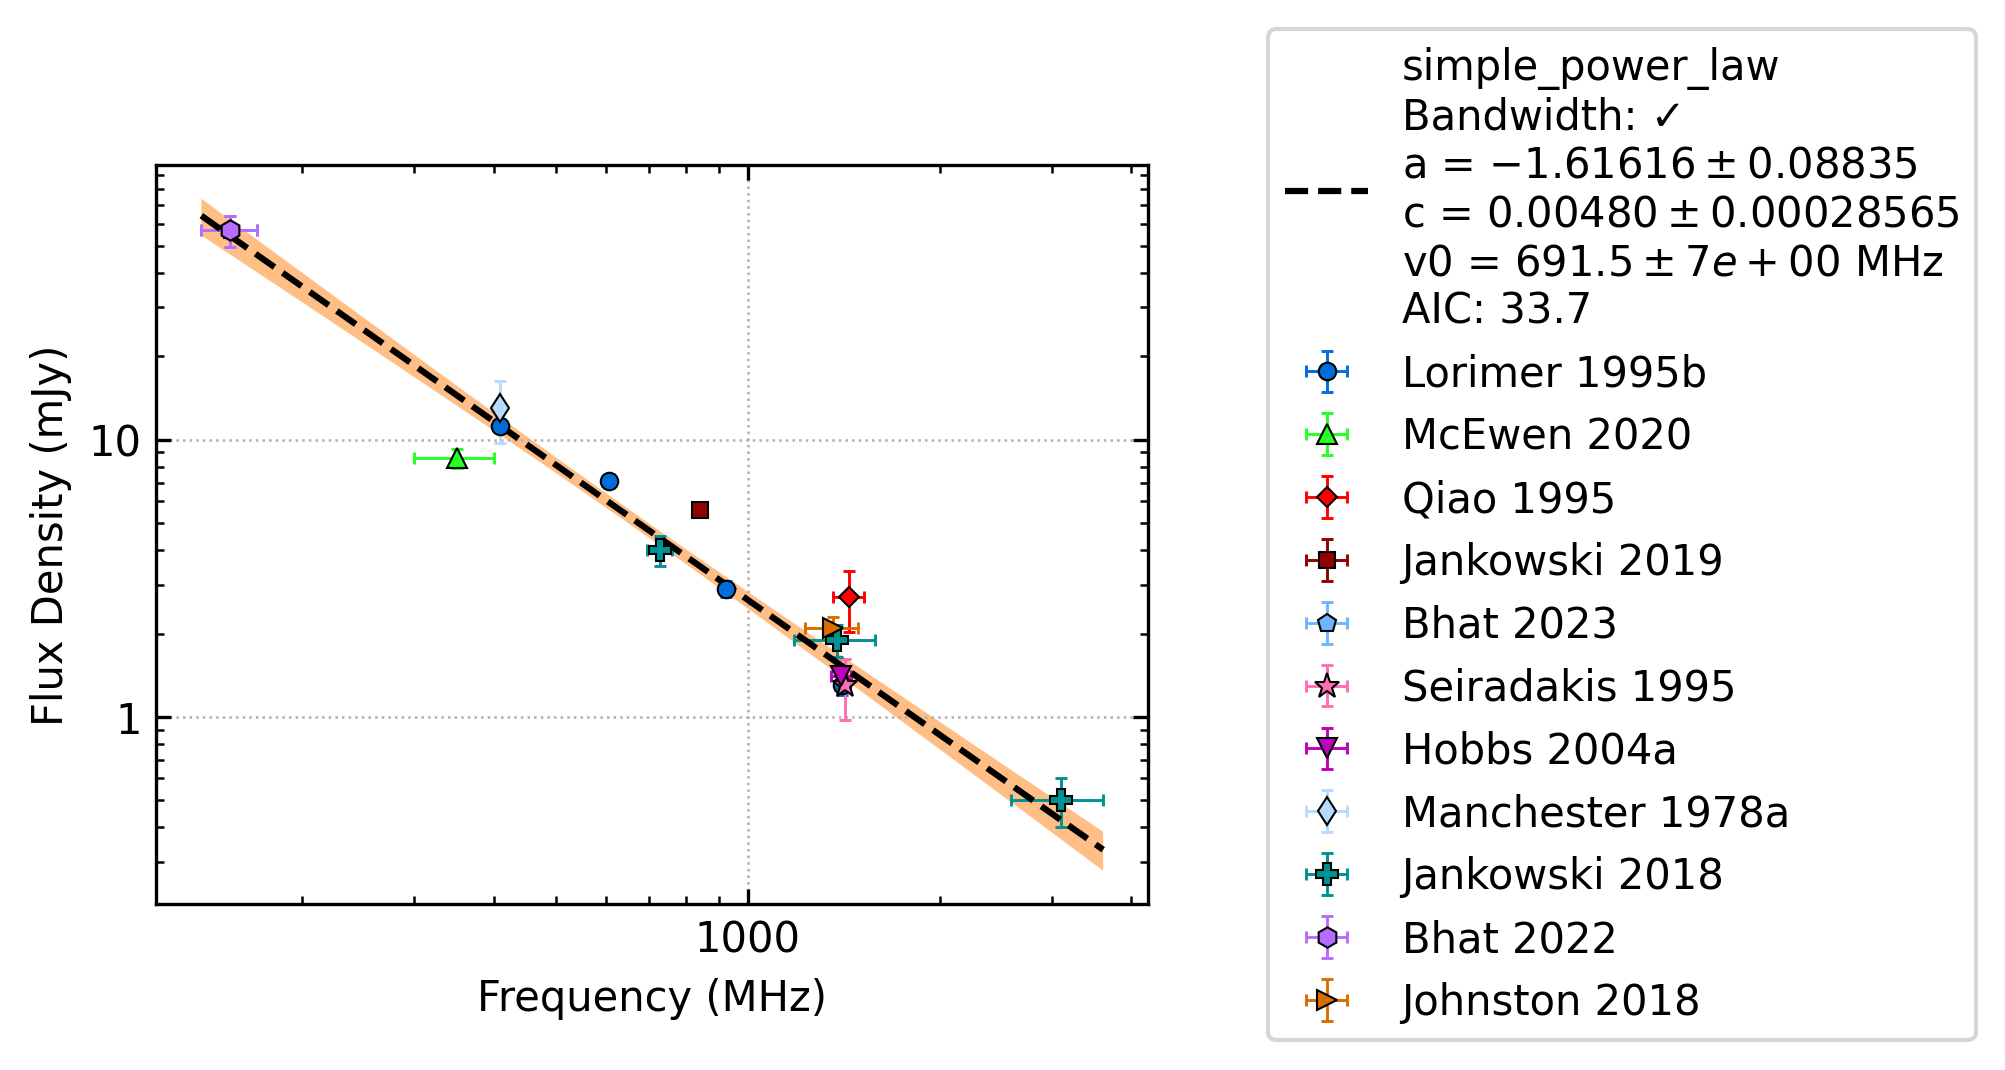 simple_power_law
Bandwidth: ✓
a = −1.61616 ± 0.08835
c = 0.00480 ± 0.00028565
v0 = 691.5 ± 7e + 00 MHz
AIC: 33.7
Lorimer 1995b
McEwen 2020
Qiao 1995
Jankowski 2019
Bhat 2023
Seiradakis 1995
Hobbs 2004a
Manchester 1978a
Jankowski 2018
Bhat 2022
Johnston 2018
Flux Density (mJy)
10
1
1000
Frequency (MHz)